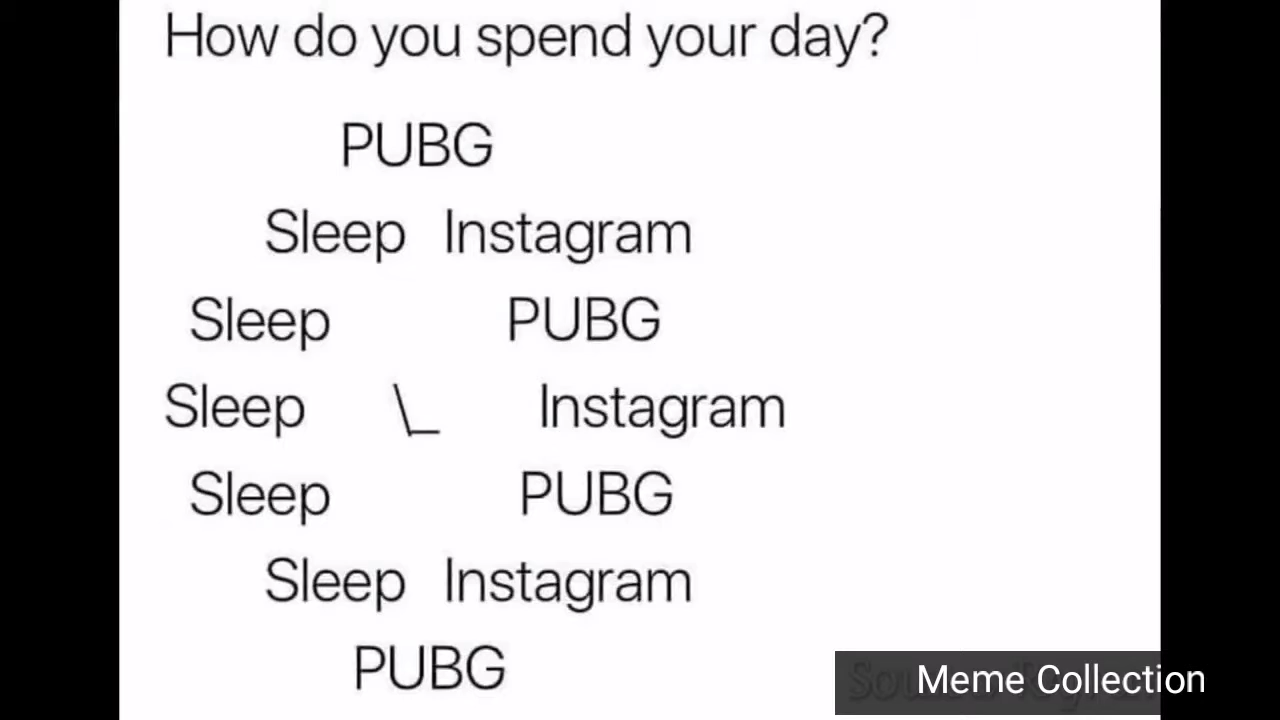 How do you spend your day?
PUBG
Sleep Instagram
Sleep PUBG
Sleep \_ Instagram
Sleep PUBG
Sleep Instagram
PUBG
Meme Collection